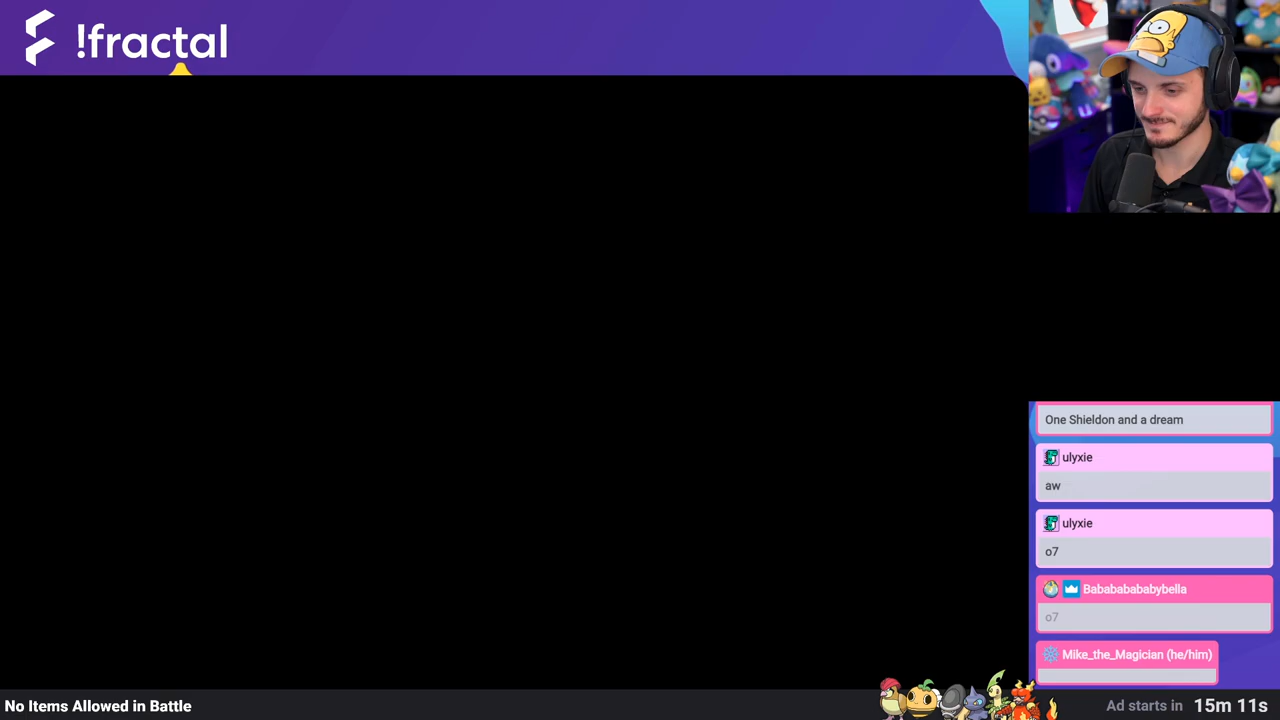 !fractal
One Shieldon and a dream
ulyxie
aw
ulyxie
o7
Babababababybella
o7
Mike_the_Magician (he/him)
No Items Allowed in Battle
Ad starts in 15m 11s